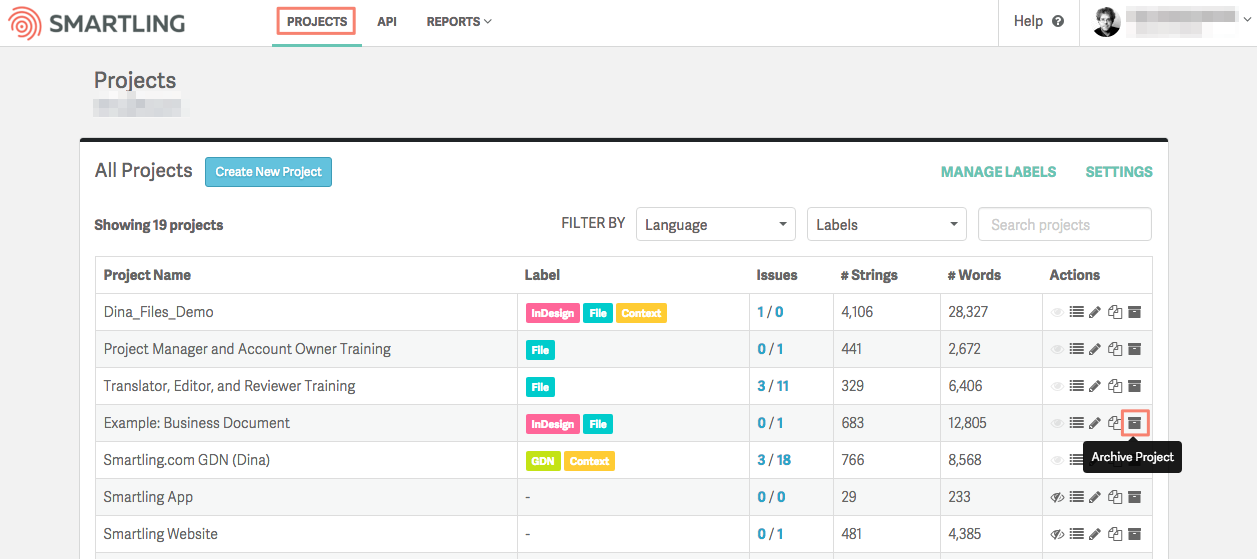 SMARTLING PROJECTS API REPORTS Help
Projects
All Projects Create New Project MANAGE LABELS SETTINGS
Showing 19 projects FILTER BY Language Labels Search projects
Project Name Label Issues # Strings # Words Actions
Dina_Files_Demo InDesign File Context 1 / 0 4,106 28,327
Project Manager and Account Owner Training File 0 / 1 441 2,672
Translator, Editor, and Reviewer Training File 3 / 11 329 6,406
Example: Business Document InDesign File 0 / 1 683 12,805
Smartling.com GDN (Dina) GDN Context 3 / 18 766 8,568
Archive Project
Smartling App - 0 / 0 29 233
Smartling Website - 0 / 1 481 4,385